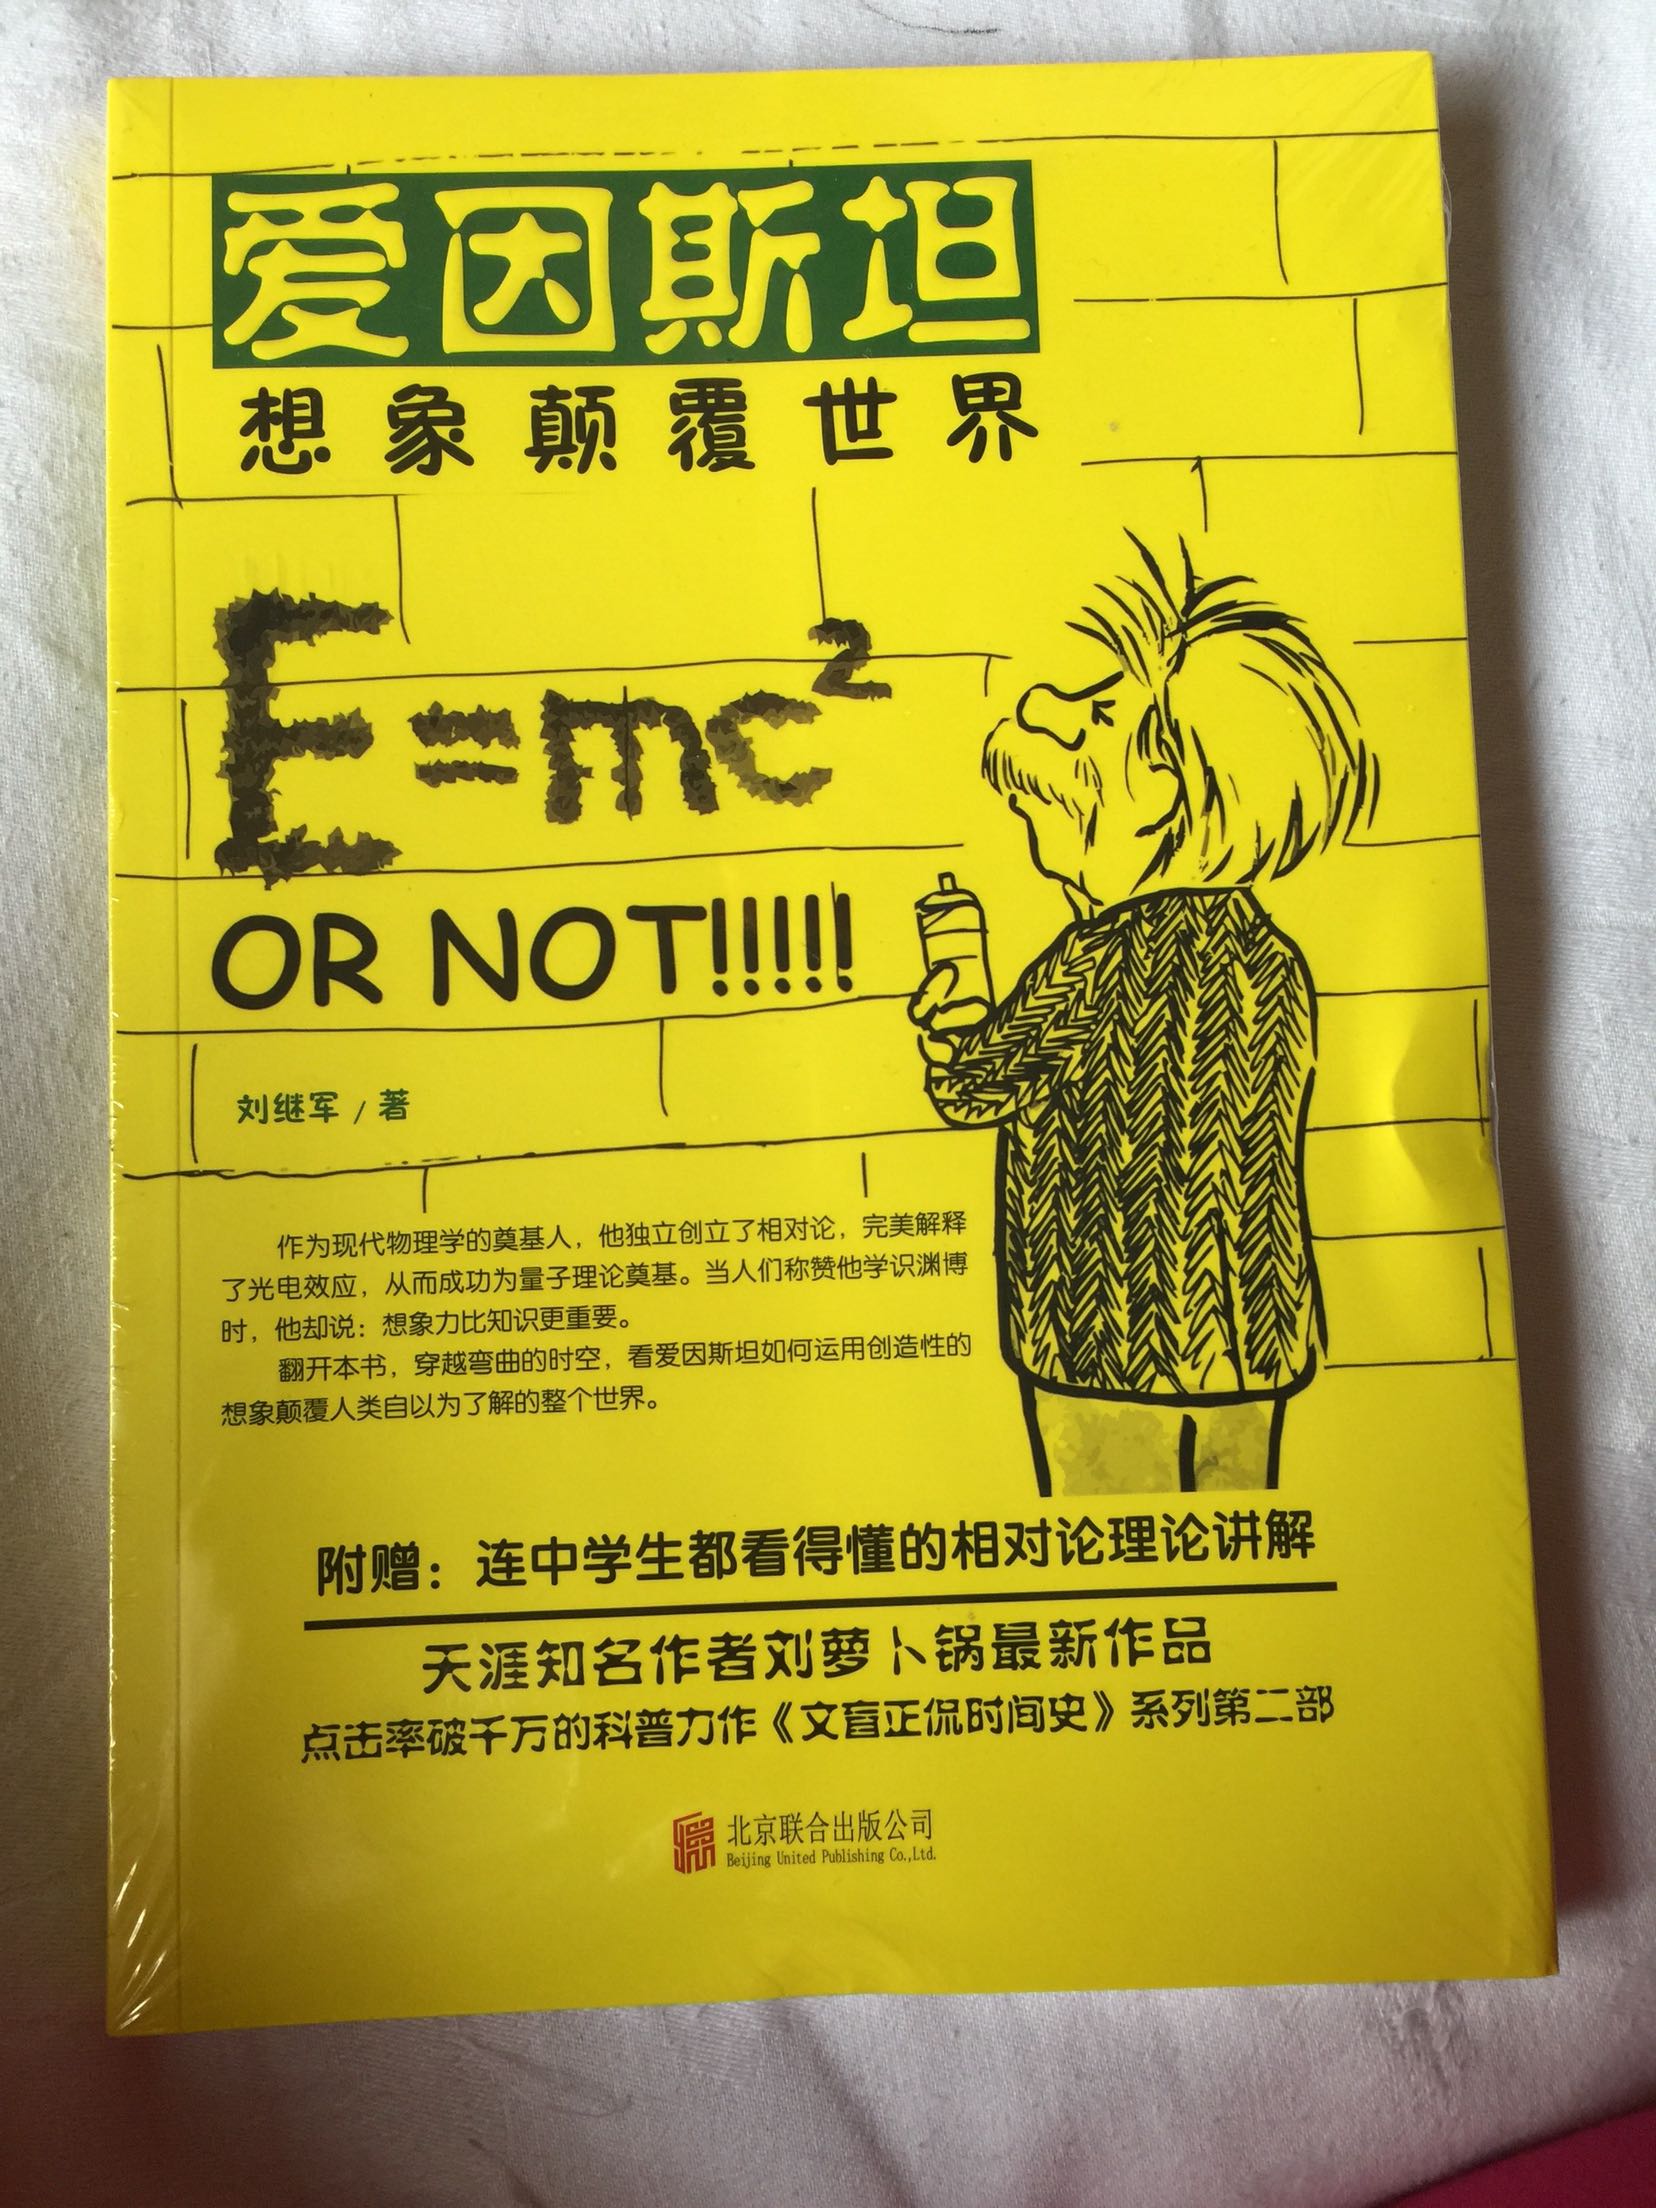 爱因斯坦
想象颠覆世界
E=mc²
OR NOT!!!!!
刘继军/著
作为现代物理学的奠基人，他独立创立了相对论，完美解释
了光电效应，从而成功为量子理论奠基。当人们称赞他学识渊博
时，他却说：想象力比知识更重要。
翻开本书，穿越弯曲的时空，看爱因斯坦如何运用创造性的
想象颠覆人类自以为了解的整个世界。
附赠：连中学生都看得懂的相对论理论讲解
天涯知名作者刘萝卜锅最新作品
点击率破千万的科普力作《文盲正侃时间史》系列第二部
北京联合出版公司
Beijing United Publishing Co.,Ltd.